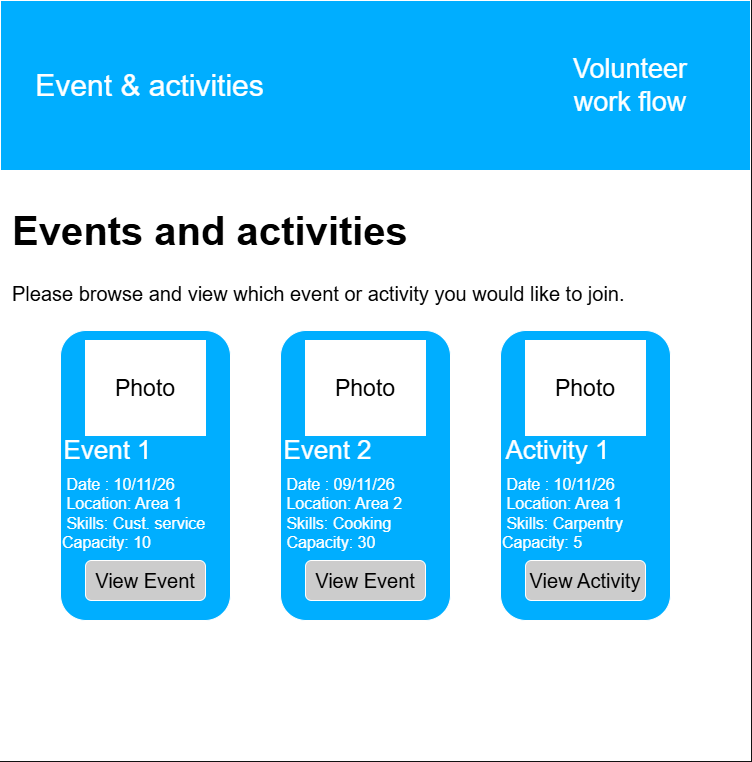 Event & activities
Volunteer
work flow
Events and activities
Please browse and view which event or activity you would like to join.
Photo
Event 1
Date : 10/11/26
Location: Area 1
Skills: Cust. service
Capacity: 10
View Event
Photo
Event 2
Date : 09/11/26
Location: Area 2
Skills: Cooking
Capacity: 30
View Event
Photo
Activity 1
Date : 10/11/26
Location: Area 1
Skills: Carpentry
Capacity: 5
View Activity